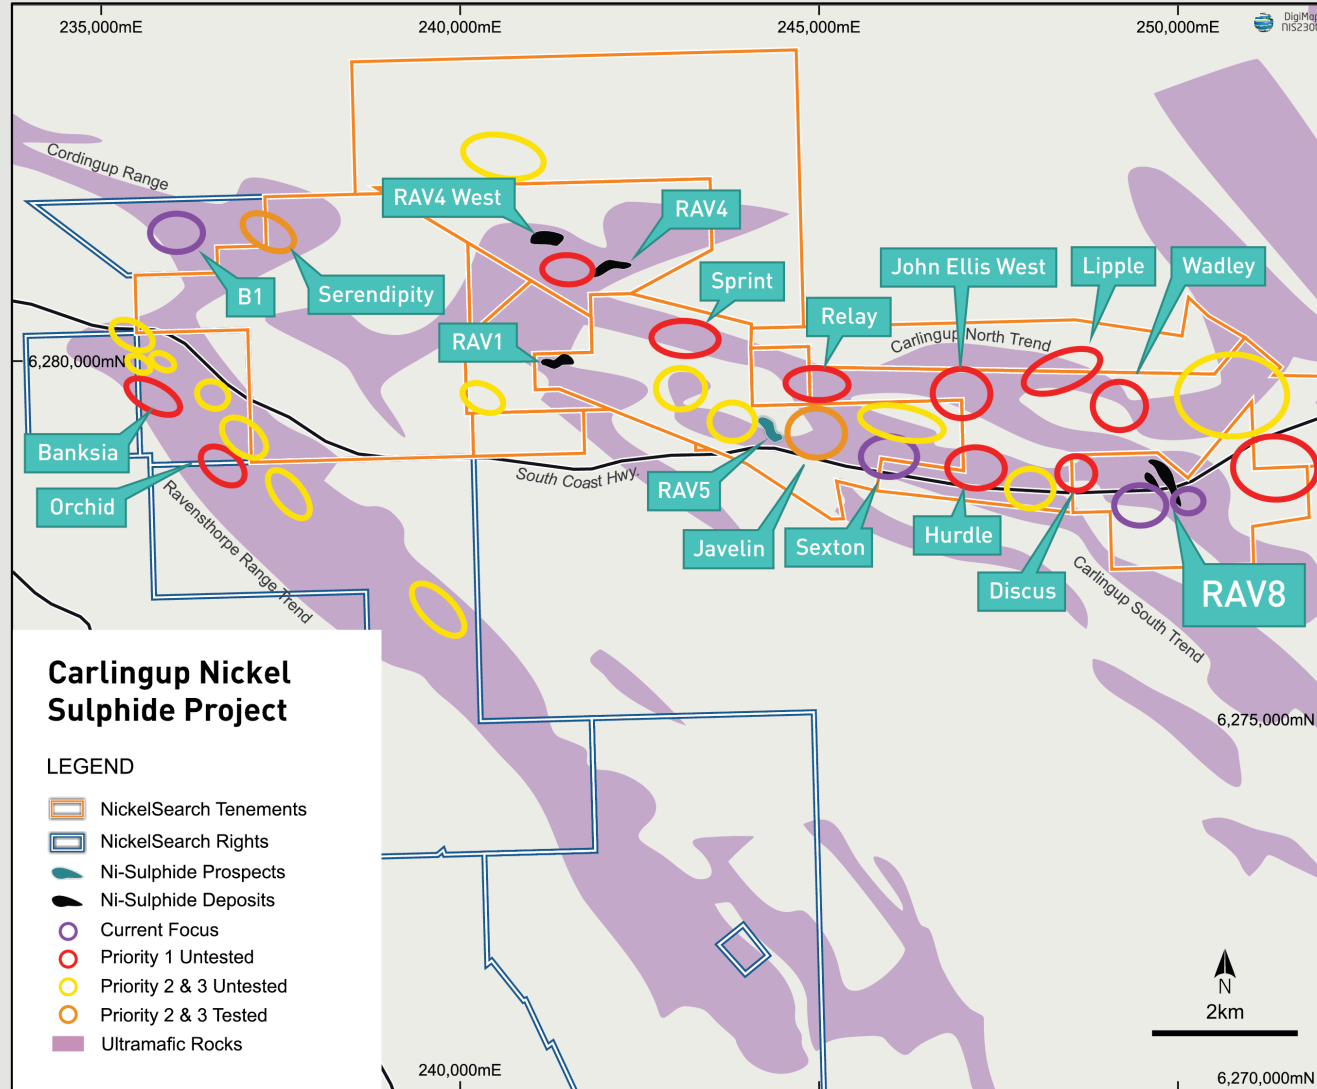 235,000mE
240,000mE
245,000mE
250,000mE
Cordingup Range
RAV4 West
RAV4
B1
Serendipity
Sprint
John Ellis West
Lipple
Wadley
Relay
Carlingup North Trend
RAV1
6,280,000mN
Banksia
Orchid
South Coast Hwy.
RAV5
Javelin
Sexton
Hurdle
Discus
RAV8
Ravensthorpe Range Trend
Carlingup South Trend
6,275,000mN
Carlingup Nickel
Sulphide Project
LEGEND
NickelSearch Tenements
NickelSearch Rights
Ni-Sulphide Prospects
Ni-Sulphide Deposits
Current Focus
Priority 1 Untested
Priority 2 & 3 Untested
Priority 2 & 3 Tested
Ultramafic Rocks
N
2km
240,000mE
6,270,000mN